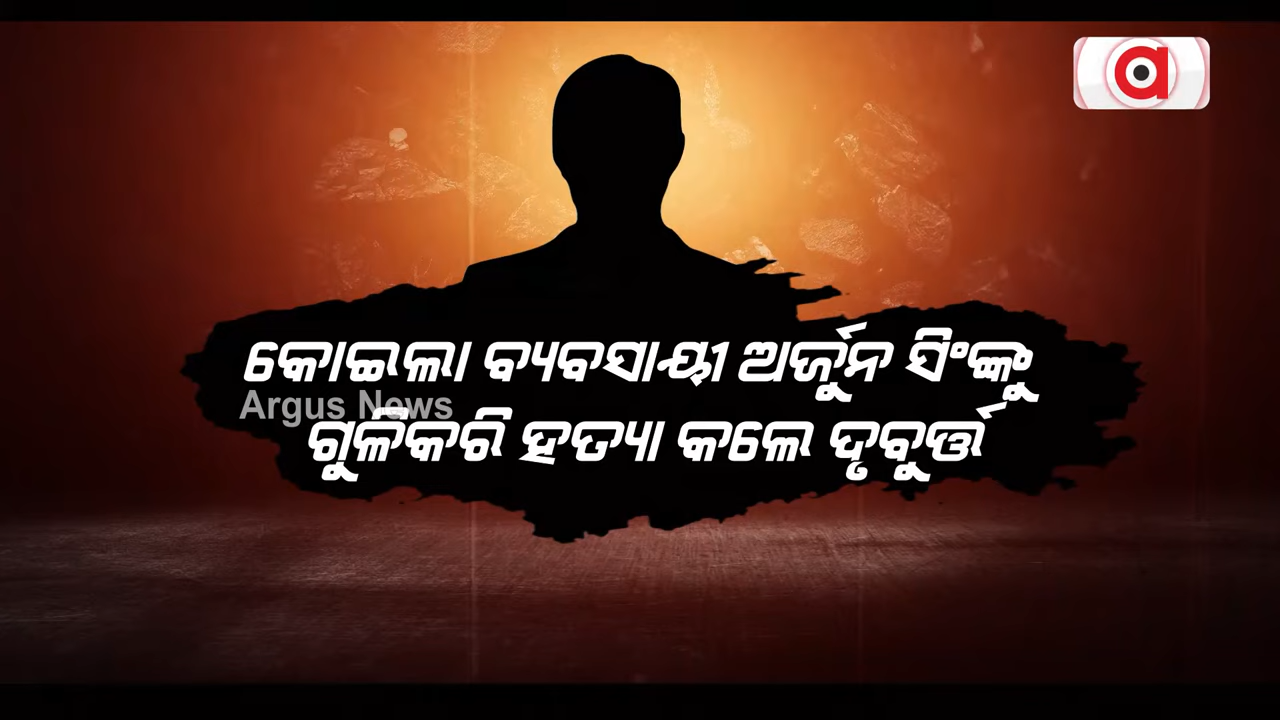 କୋଇଲା ବ୍ୟବସାୟୀ ଅର୍ଜୁନ ସିଂଙ୍କୁ
Argus News
ଗୁଳିକରି ହତ୍ୟା କଲେ ଦୃବୁର୍ତ୍ତ